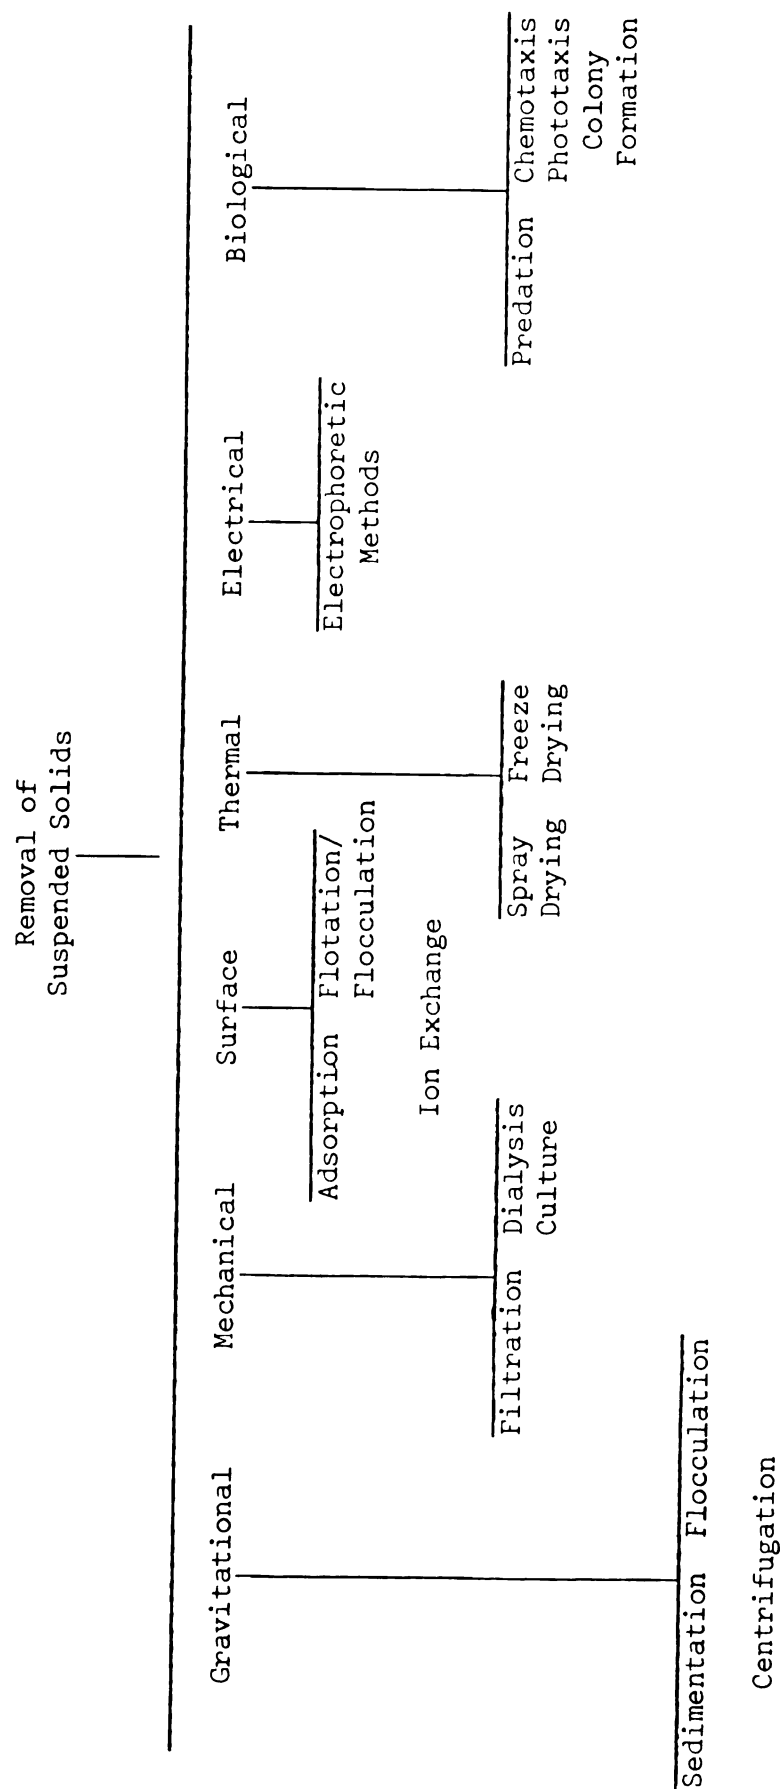 Removal of
Suspended Solids
Gravitational
Mechanical
Surface
Thermal
Electrical
Biological
Sedimentation Flocculation
Centrifugation
Filtration Dialysis
Culture
Adsorption Flotation/
Flocculation
Ion Exchange
Spray Freeze
Drying Drying
Electrophoretic
Methods
Predation Chemotaxis
Phototaxis
Colony
Formation